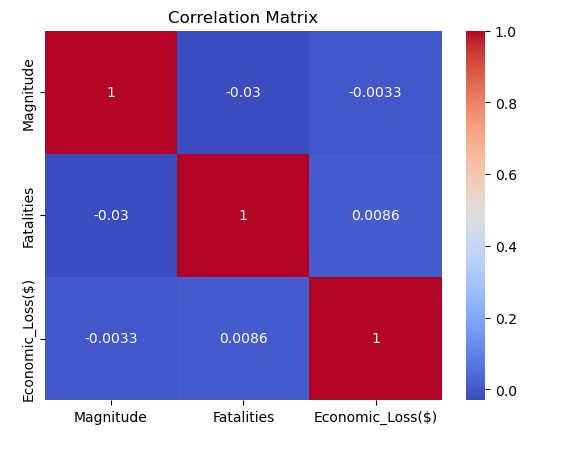 Correlation Matrix
Magnitude
1
-0.03
-0.0033
Fatalities
-0.03
1
0.0086
Economic_Loss($)
-0.0033
0.0086
1
Magnitude
Fatalities
Economic_Loss($)
1.0
0.8
0.6
0.4
0.2
0.0